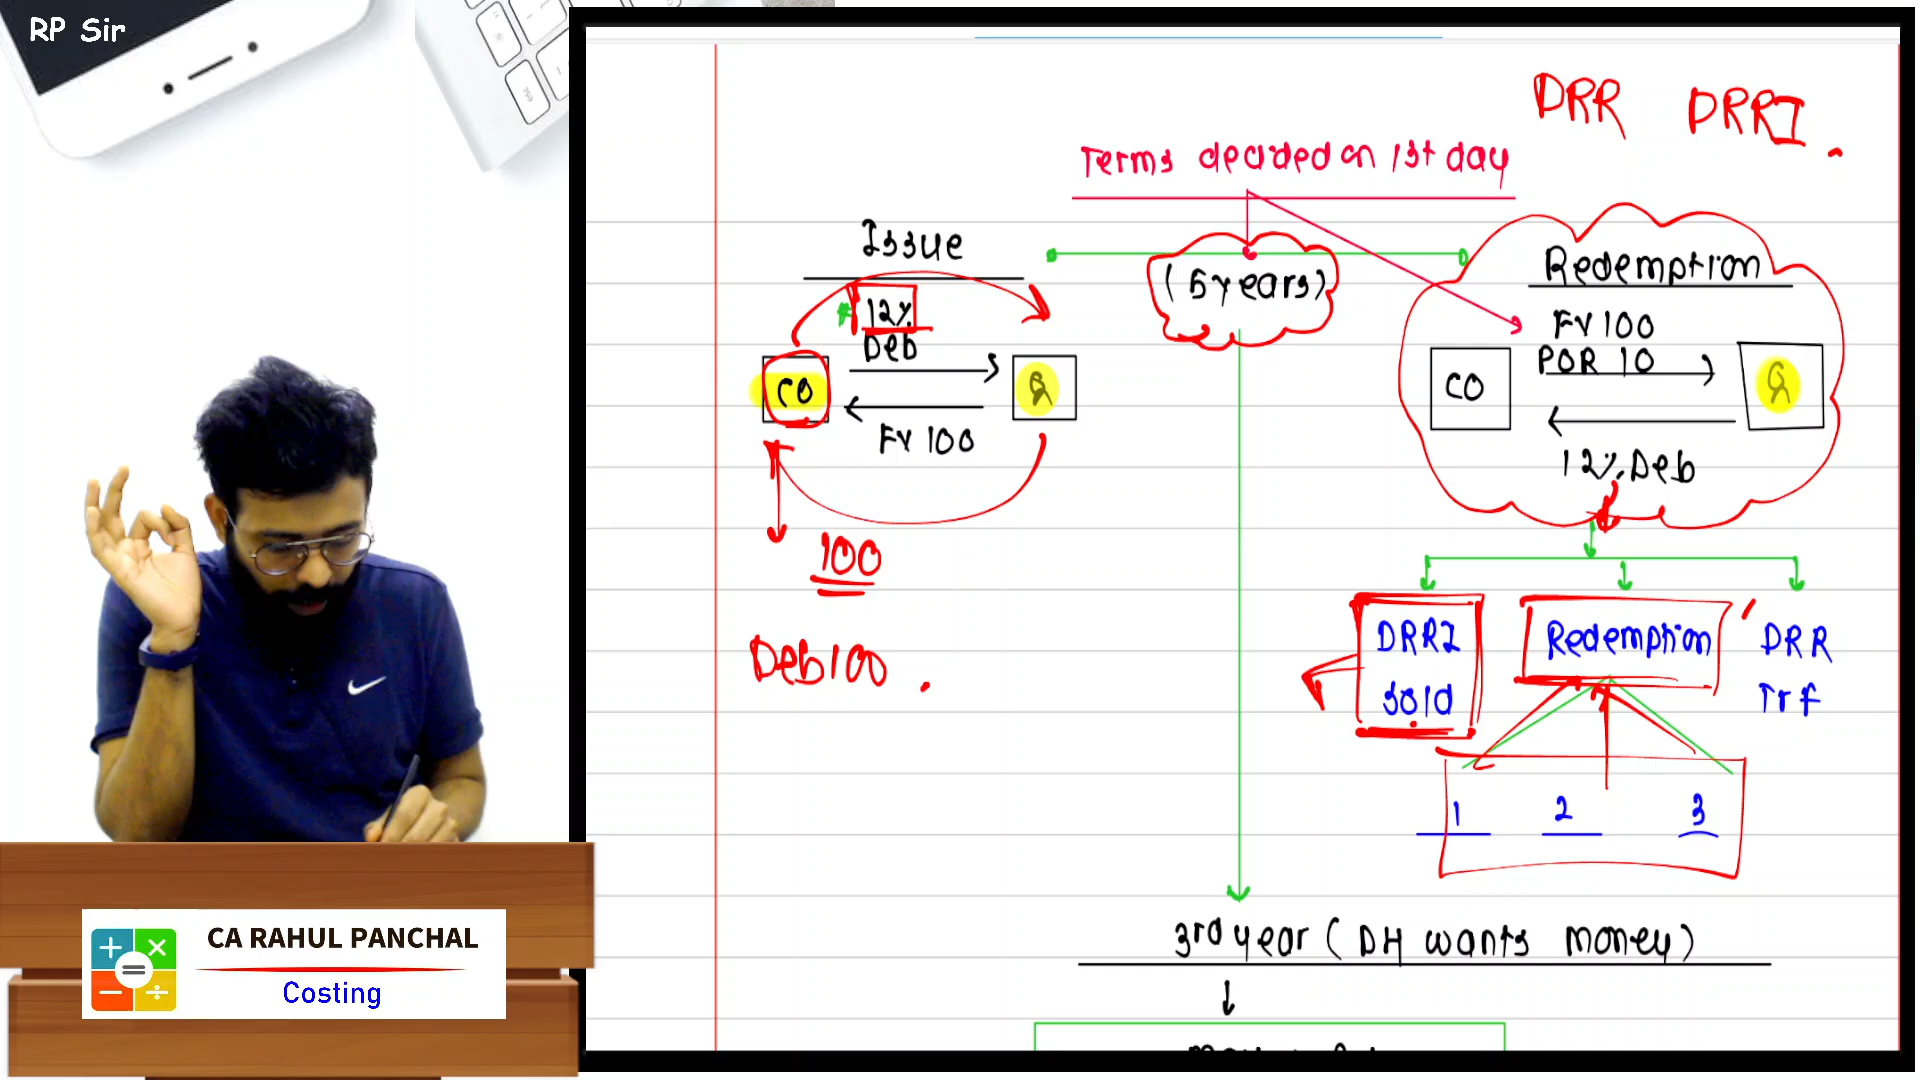 RP Sir
DRR DRRI
Terms decided on 1st day
Issue
(5 years)
Redemption
12%
Deb
FV 100
POR 10
CO
CO
FV 100
12% Deb
100
Deb 100
DRRI
Sold
Redemption
DRR
Trf
1 2 3
3rd year (DH wants money)
CA RAHUL PANCHAL
Costing